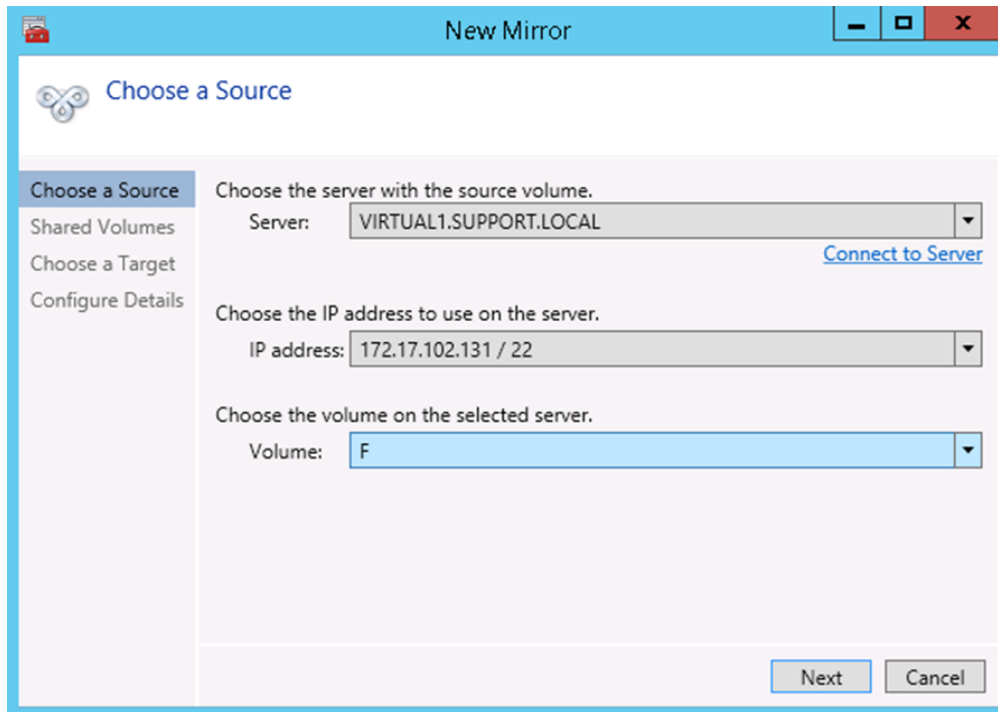 New Mirror
Choose a Source
Choose a Source
Shared Volumes
Choose a Target
Configure Details
Choose the server with the source volume.
Server: VIRTUAL1.SUPPORT.LOCAL
Connect to Server
Choose the IP address to use on the server.
IP address: 172.17.102.131 / 22
Choose the volume on the selected server.
Volume: F
Next Cancel